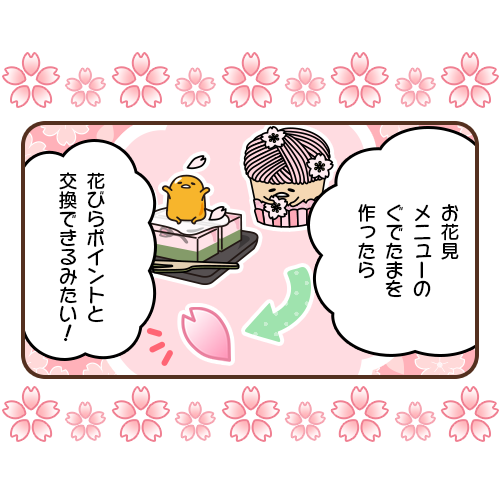 お花見
メニューの
ぐでたまを
作ったら
花びらポイントと
交換できるみたい!